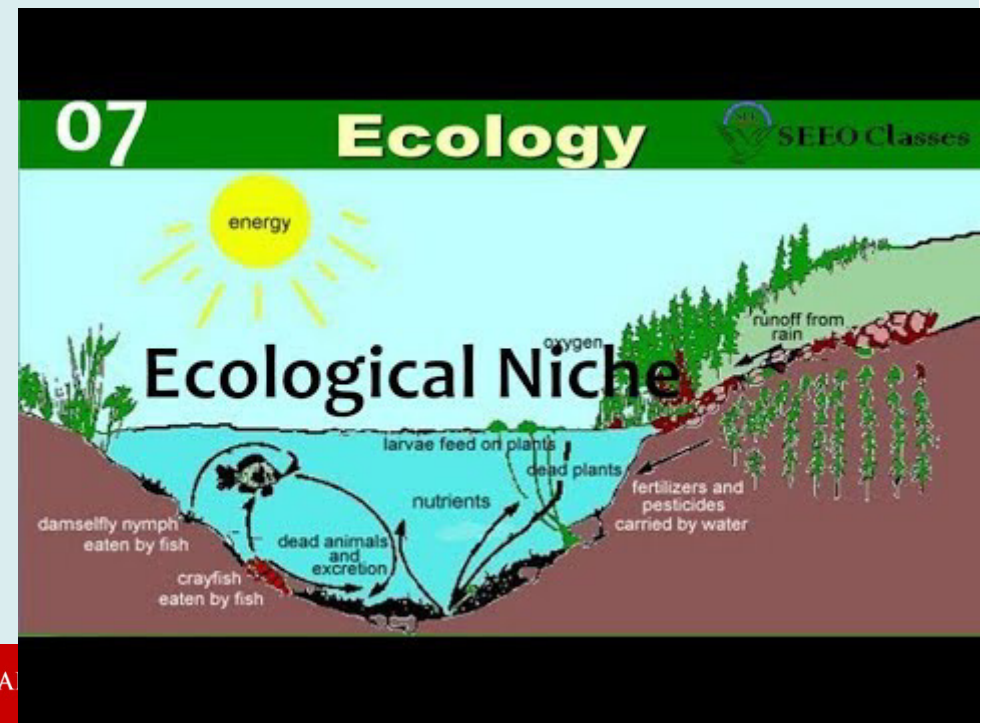 07
Ecology
SEE
SEEO Classes
energy
oxygen
runoff from
rain
Ecological Niche
larvae feed on plants
dead plants
nutrients
fertilizers and
pesticides
carried by water
damselfly nymph
eaten by fish
dead animals
and
excretion
crayfish
eaten by fish